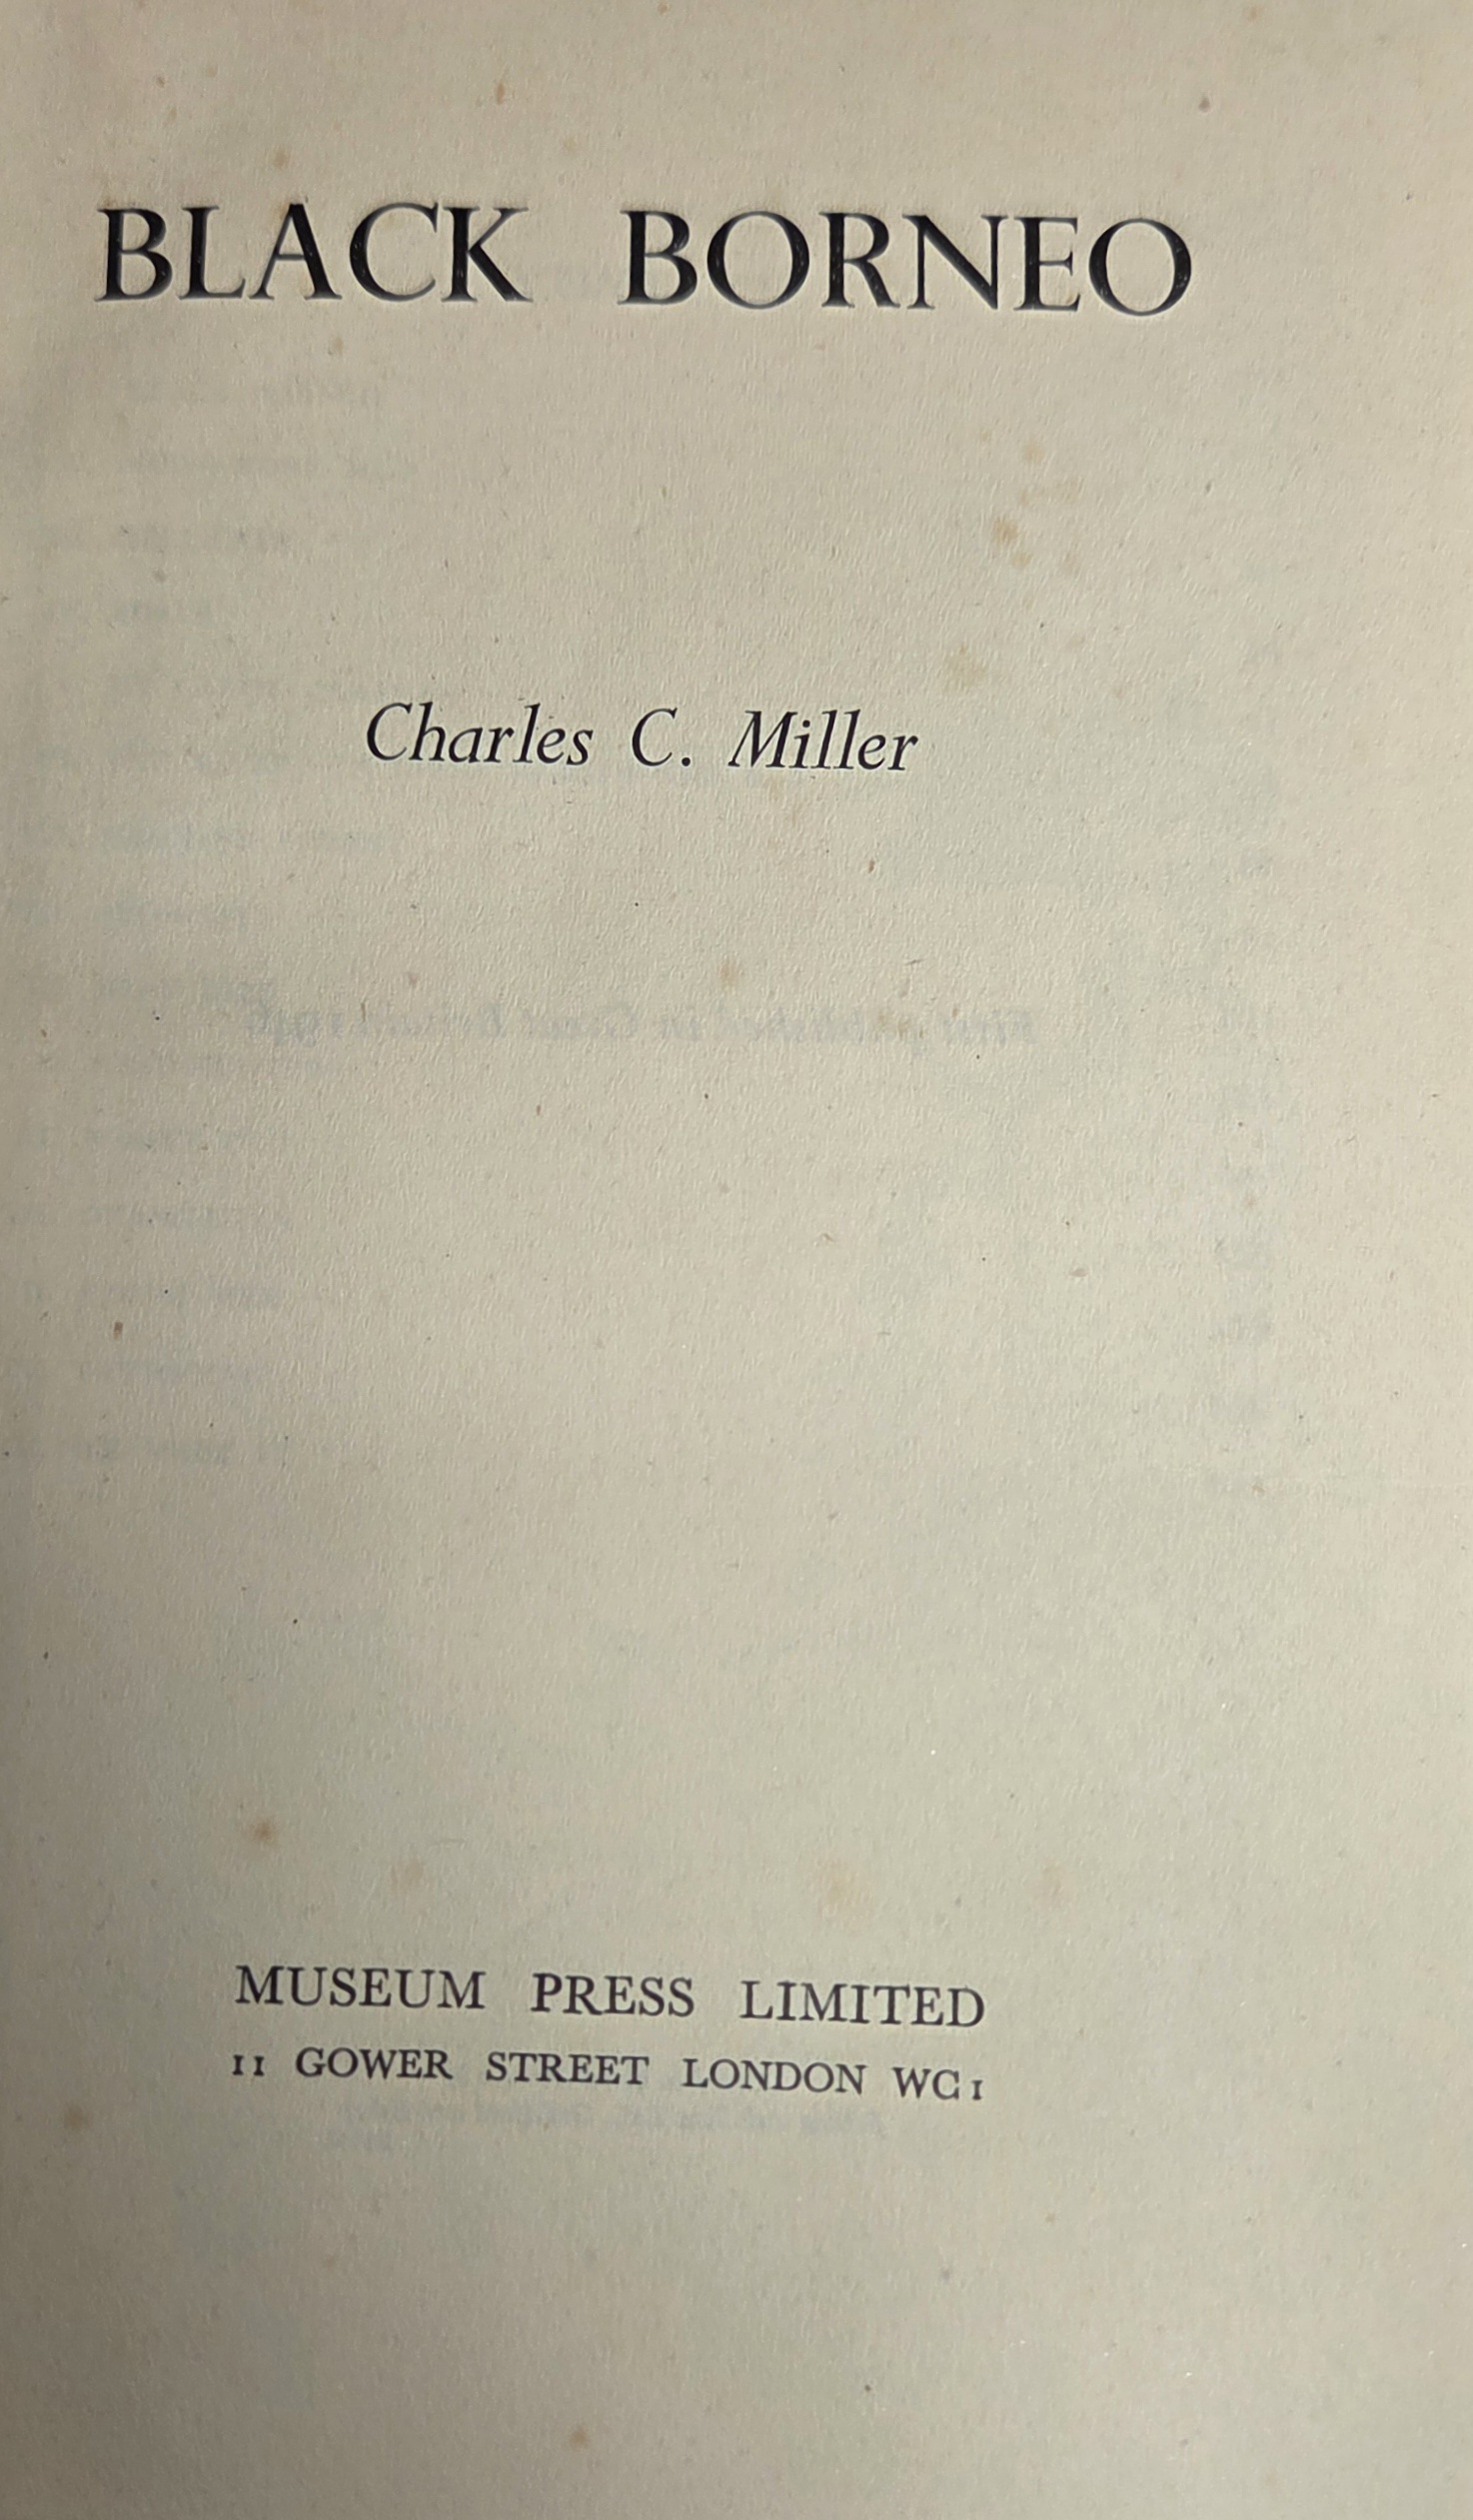 BLACK BORNEO
Charles C. Miller
MUSEUM PRESS LIMITED
11 GOWER STREET LONDON WC1